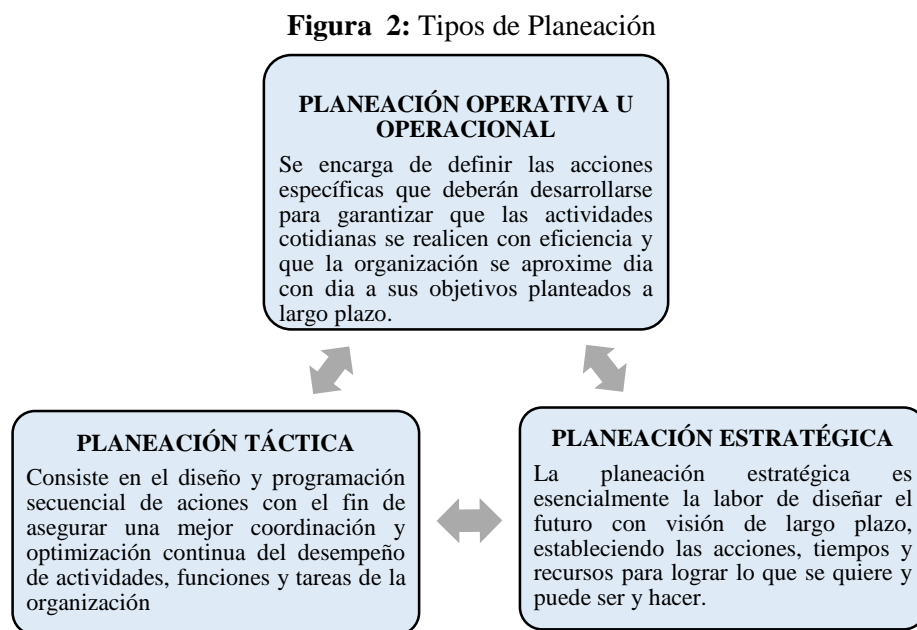 Figura 2: Tipos de Planeación
PLANEACIÓN OPERATIVA U
OPERACIONAL
Se encarga de definir las acciones
específicas que deberán desarrollarse
para garantizar que las actividades
cotidianas se realicen con eficiencia y
que la organización se aproxime dia
con dia a sus objetivos planteados a
largo plazo.
PLANEACIÓN TÁCTICA
Consiste en el diseño y programación
secuencial de aciones con el fin de
asegurar una mejor coordinación y
optimización continua del desempeño
de actividades, funciones y tareas de la
organización
PLANEACIÓN ESTRATÉGICA
La planeación estratégica es
esencialmente la labor de diseñar el
futuro con visión de largo plazo,
estableciendo las acciones, tiempos y
recursos para lograr lo que se quiere y
puede ser y hacer.